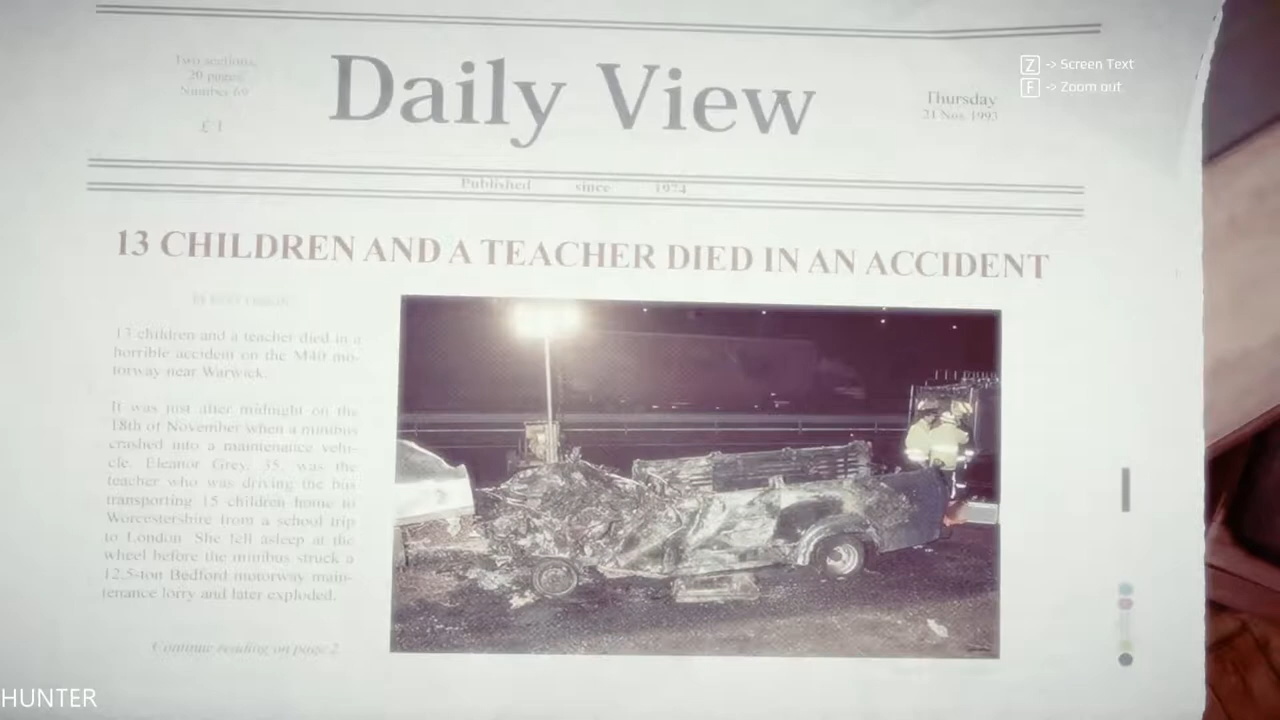 Two sections,
20 pages
Number 69
£ 1
Daily View
Thursday
21 Nov. 1993
Z -> Screen Text
F -> Zoom out
Published since 1974
13 CHILDREN AND A TEACHER DIED IN AN ACCIDENT
13 children and a teacher died in a
horrible accident on the M40 mo-
torway near Warwick.
It was just after midnight on the
18th of November when a minibus
crashed into a maintenance vehi-
cle. Eleanor Grey, 35, was the
teacher who was driving the bus
transporting 15 children home to
Worcestershire from a school trip
to London. She fell asleep at the
wheel before the minibus struck a
12.5-ton Bedford motorway main-
tenance lorry and later exploded.
Continue reading on page 2
HUNTER